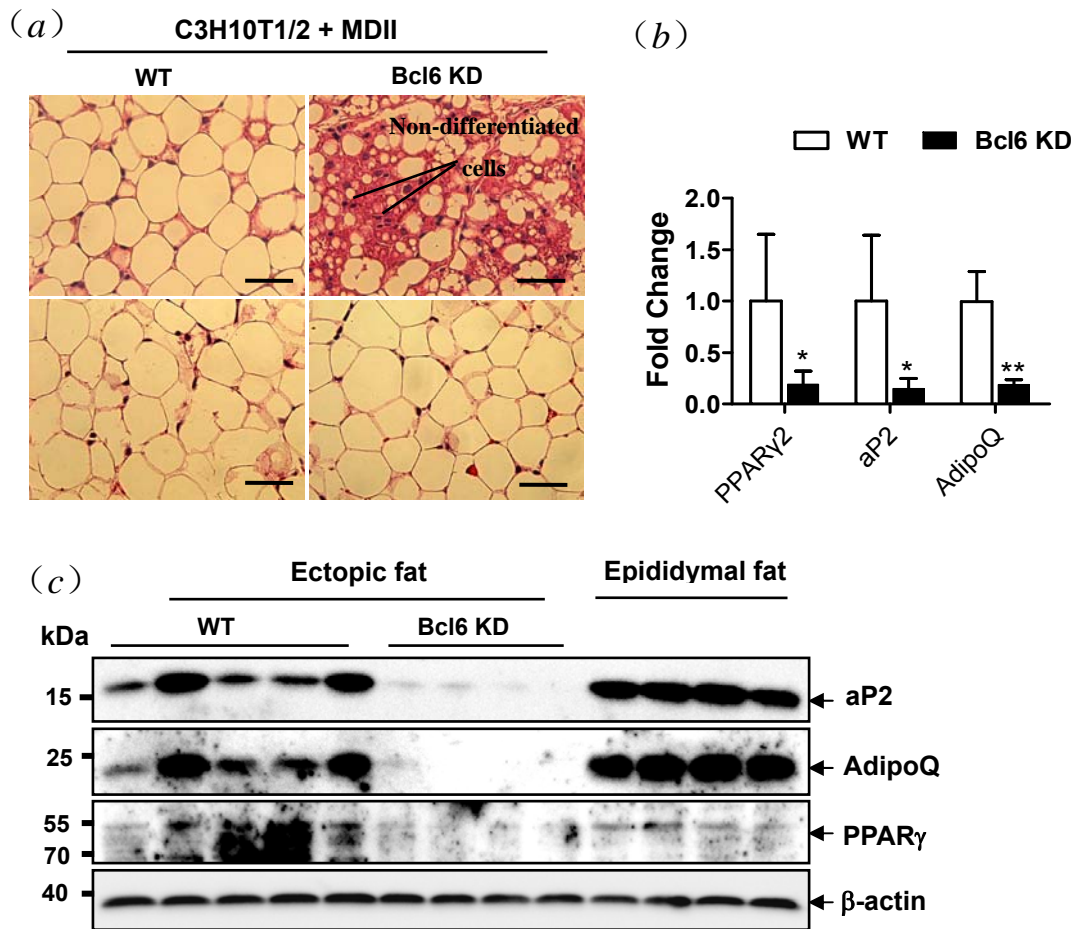 (a)
C3H10T1/2 + MDII
WT
Bcl6 KD
Non-differentiated
cells
(b)
WT
Bcl6 KD
Fold Change
2.0
1.5
1.0
0.5
0.0
*
*
**
PPARγ2
aP2
AdipoQ
(c)
Ectopic fat
Epididymal fat
kDa
WT
Bcl6 KD
15
aP2
25
AdipoQ
55
PPARγ
70
40
β-actin